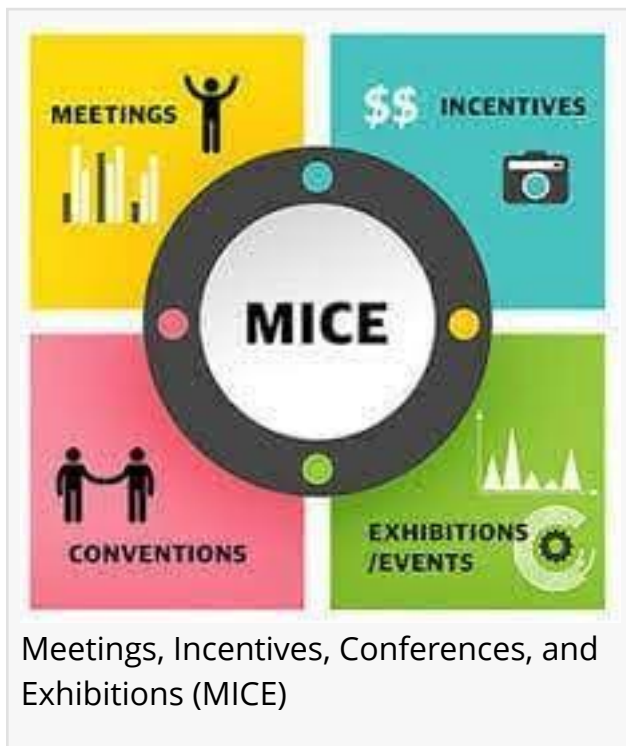 MEETINGS
$$ INCENTIVES
MICE
CONVENTIONS
EXHIBITIONS
/EVENTS
Meetings, Incentives, Conferences, and
Exhibitions (MICE)